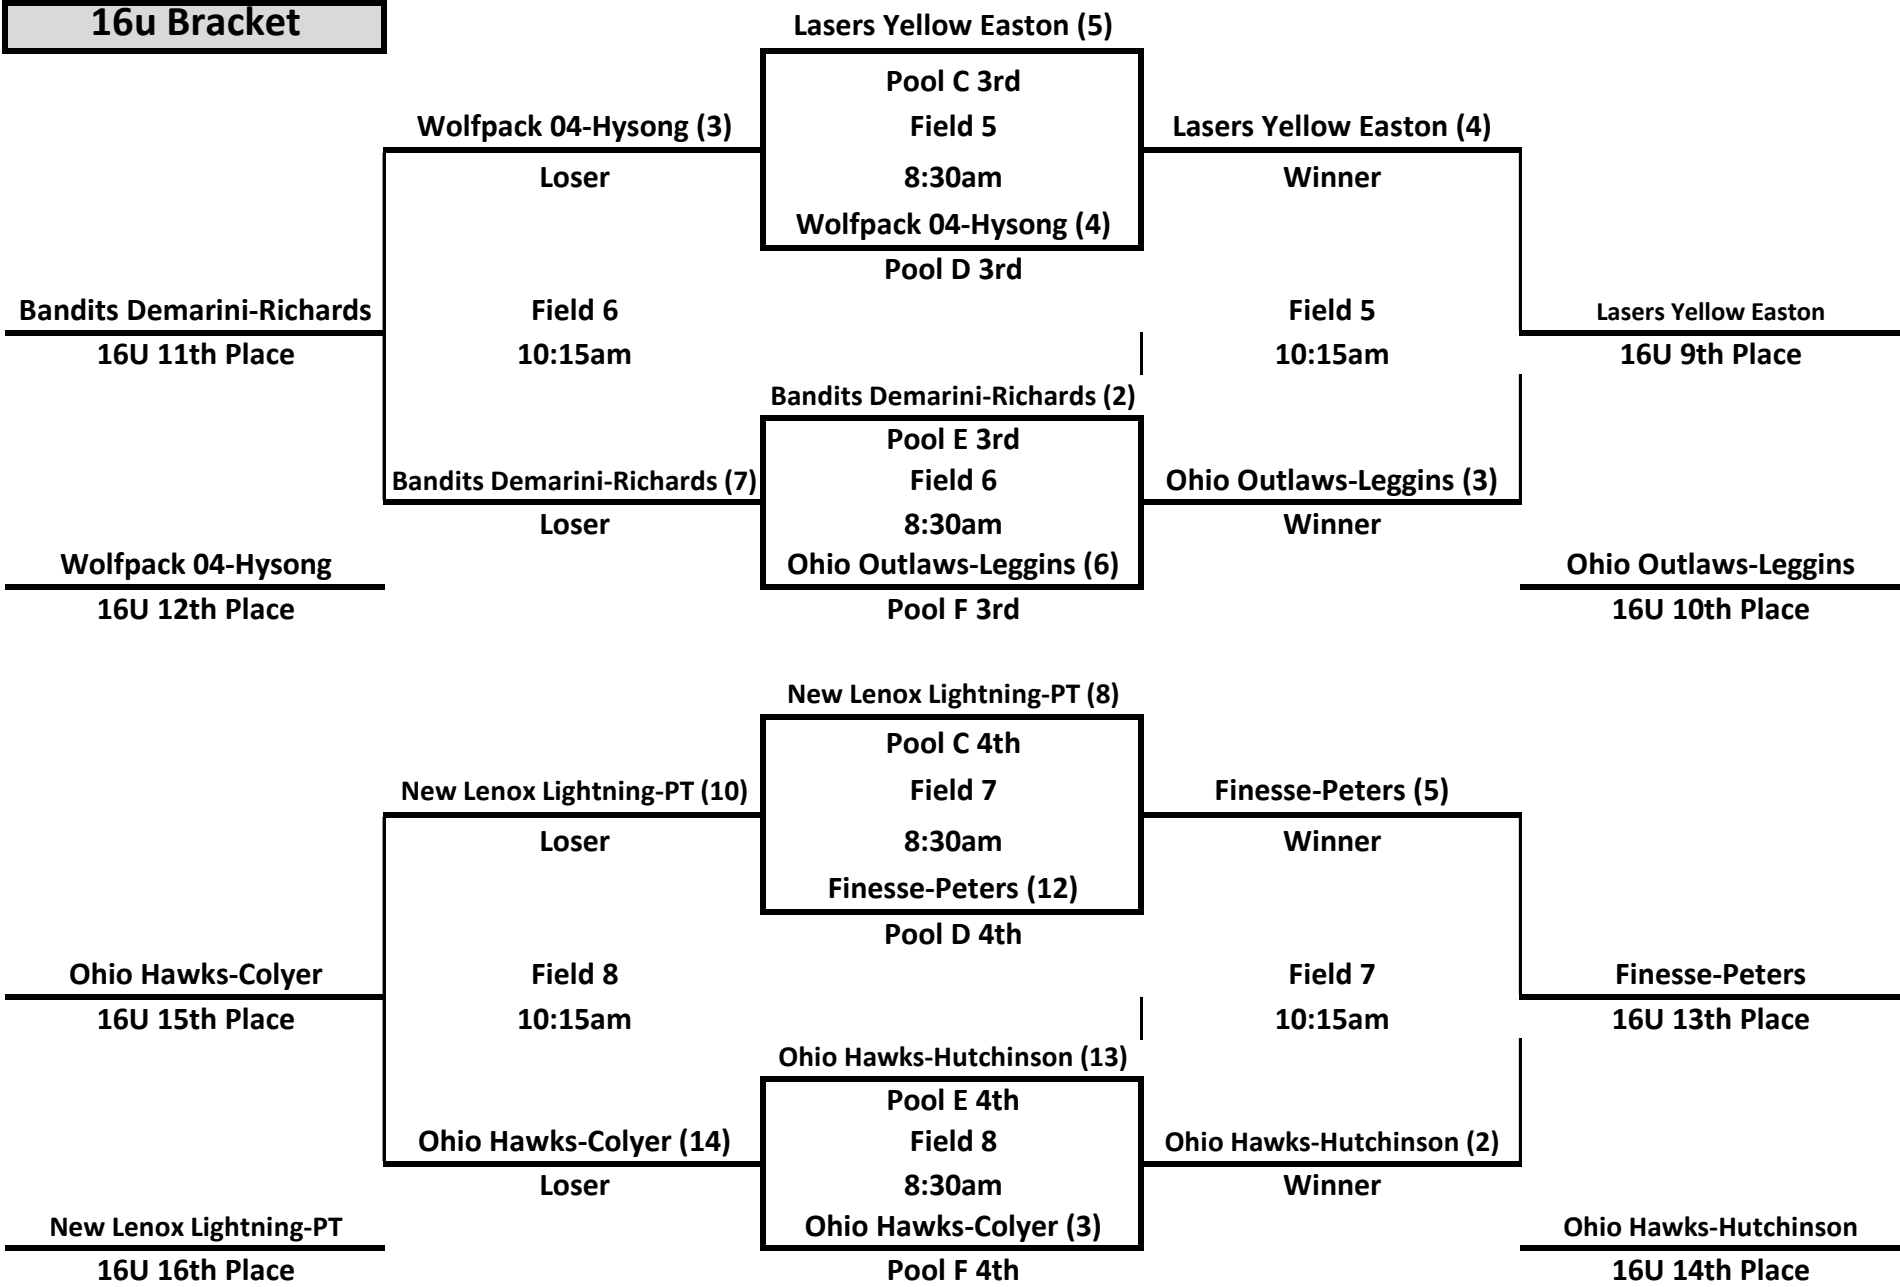 16u Bracket
Lasers Yellow Easton (5)
Pool C 3rd
Wolfpack 04-Hysong (3)
Field 5
Lasers Yellow Easton (4)
Loser
8:30am
Winner
Wolfpack 04-Hysong (4)
Pool D 3rd
Bandits Demarini-Richards
Field 6
Field 5
Lasers Yellow Easton
16U 11th Place
10:15am
10:15am
16U 9th Place
Bandits Demarini-Richards (2)
Pool E 3rd
Bandits Demarini-Richards (7)
Field 6
Ohio Outlaws-Leggins (3)
Loser
8:30am
Winner
Wolfpack 04-Hysong
Ohio Outlaws-Leggins (6)
Ohio Outlaws-Leggins
16U 12th Place
Pool F 3rd
16U 10th Place
New Lenox Lightning-PT (8)
Pool C 4th
New Lenox Lightning-PT (10)
Field 7
Finesse-Peters (5)
Loser
8:30am
Winner
Finesse-Peters (12)
Pool D 4th
Ohio Hawks-Colyer
Field 8
Field 7
Finesse-Peters
16U 15th Place
10:15am
10:15am
16U 13th Place
Ohio Hawks-Hutchinson (13)
Pool E 4th
Ohio Hawks-Colyer (14)
Field 8
Ohio Hawks-Hutchinson (2)
Loser
8:30am
Winner
New Lenox Lightning-PT
Ohio Hawks-Colyer (3)
Ohio Hawks-Hutchinson
16U 16th Place
Pool F 4th
16U 14th Place